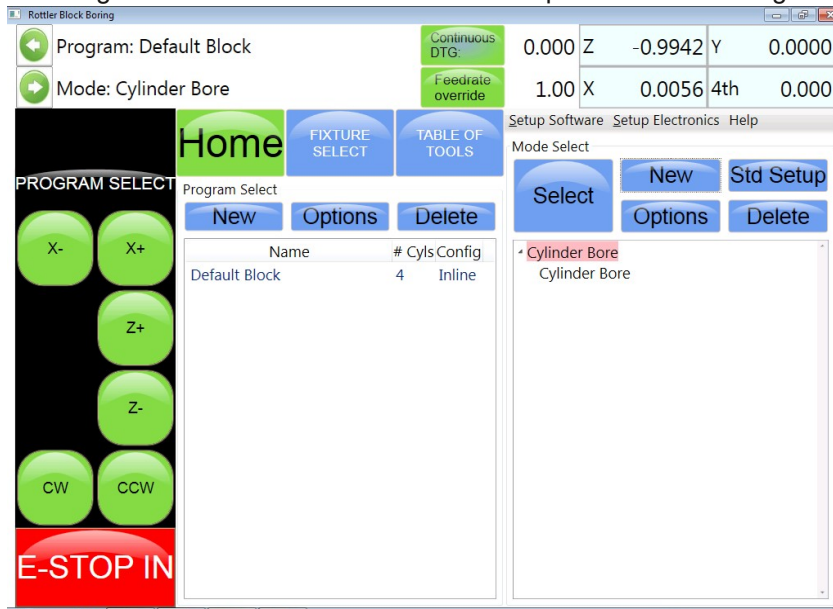 Rottler Block Boring
Program: Default Block
Continuous
DTG:
0.000 Z -0.9942 Y 0.0000
Mode: Cylinder Bore
Feedrate
override
1.00 X 0.0056 4th 0.000
Setup Software Setup Electronics Help
Home
FIXTURE
SELECT
TABLE OF
TOOLS
Mode Select
Select
New
Std Setup
Options
Delete
PROGRAM SELECT
Program Select
New Options Delete
Name # Cyls Config
Default Block 4 Inline
Cylinder Bore
Cylinder Bore
X- X+
Z+
Z-
CW CCW
E-STOP IN